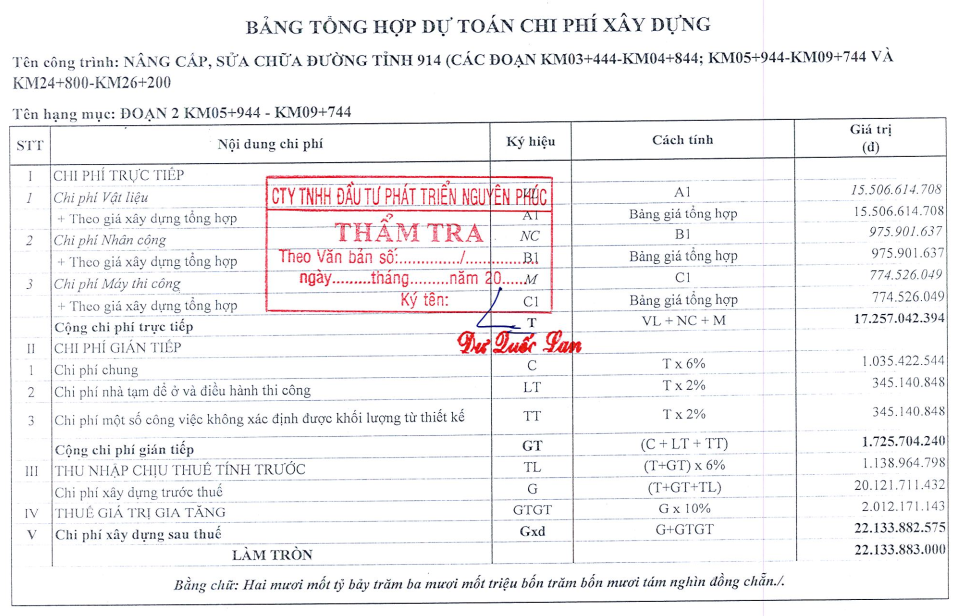 BẢNG TỔNG HỢP DỰ TOÁN CHI PHÍ XÂY DỰNG
Tên công trình: NÂNG CẤP, SỬA CHỮA ĐƯỜNG TỈNH 914 (CÁC ĐOẠN KM03+444-KM04+844; KM05+944-KM09+744 VÀ
KM24+800-KM26+200
Tên hạng mục: ĐOẠN 2 KM05+944 - KM09+744
STT Nội dung chi phí Ký hiệu Cách tính Giá trị (đ)
I CHI PHÍ TRỰC TIẾP
1 Chi phí Vật liệu A1 15.506.614.708
+ Theo giá xây dựng tổng hợp A1 Bảng giá tổng hợp 15.506.614.708
2 Chi phí Nhân công NC B1 975.901.637
+ Theo giá xây dựng tổng hợp B1 Bảng giá tổng hợp 975.901.637
3 Chi phí Máy thi công M C1 774.526.049
+ Theo giá xây dựng tổng hợp C1 Bảng giá tổng hợp 774.526.049
Cộng chi phí trực tiếp T VL + NC + M 17.257.042.394
II CHI PHÍ GIÁN TIẾP
1 Chi phí chung C T x 6% 1.035.422.544
2 Chi phí nhà tạm để ở và điều hành thi công LT T x 2% 345.140.848
3 Chi phí một số công việc không xác định được khối lượng từ thiết kế TT T x 2% 345.140.848
Cộng chi phí gián tiếp GT (C + LT + TT) 1.725.704.240
III THU NHẬP CHỊU THUẾ TÍNH TRƯỚC TL (T+GT) x 6% 1.138.964.798
Chi phí xây dựng trước thuế G (T+GT+TL) 20.121.711.432
IV THUẾ GIÁ TRỊ GIA TĂNG GTGT G x 10% 2.012.171.143
V Chi phí xây dựng sau thuế Gxd G+GTGT 22.133.882.575
LÀM TRÒN 22.133.883.000
Bằng chữ: Hai mươi mốt tỷ bảy trăm ba mươi mốt triệu bốn trăm bốn mươi tám nghìn đồng chẵn./.
CTY TNHH ĐẦU TƯ PHÁT TRIỂN NGUYÊN PHÚC
THẨM TRA
Theo Văn bản số:............./.............
ngày.........tháng.........năm 20......
Ký tên:
Dư Quốc Lan